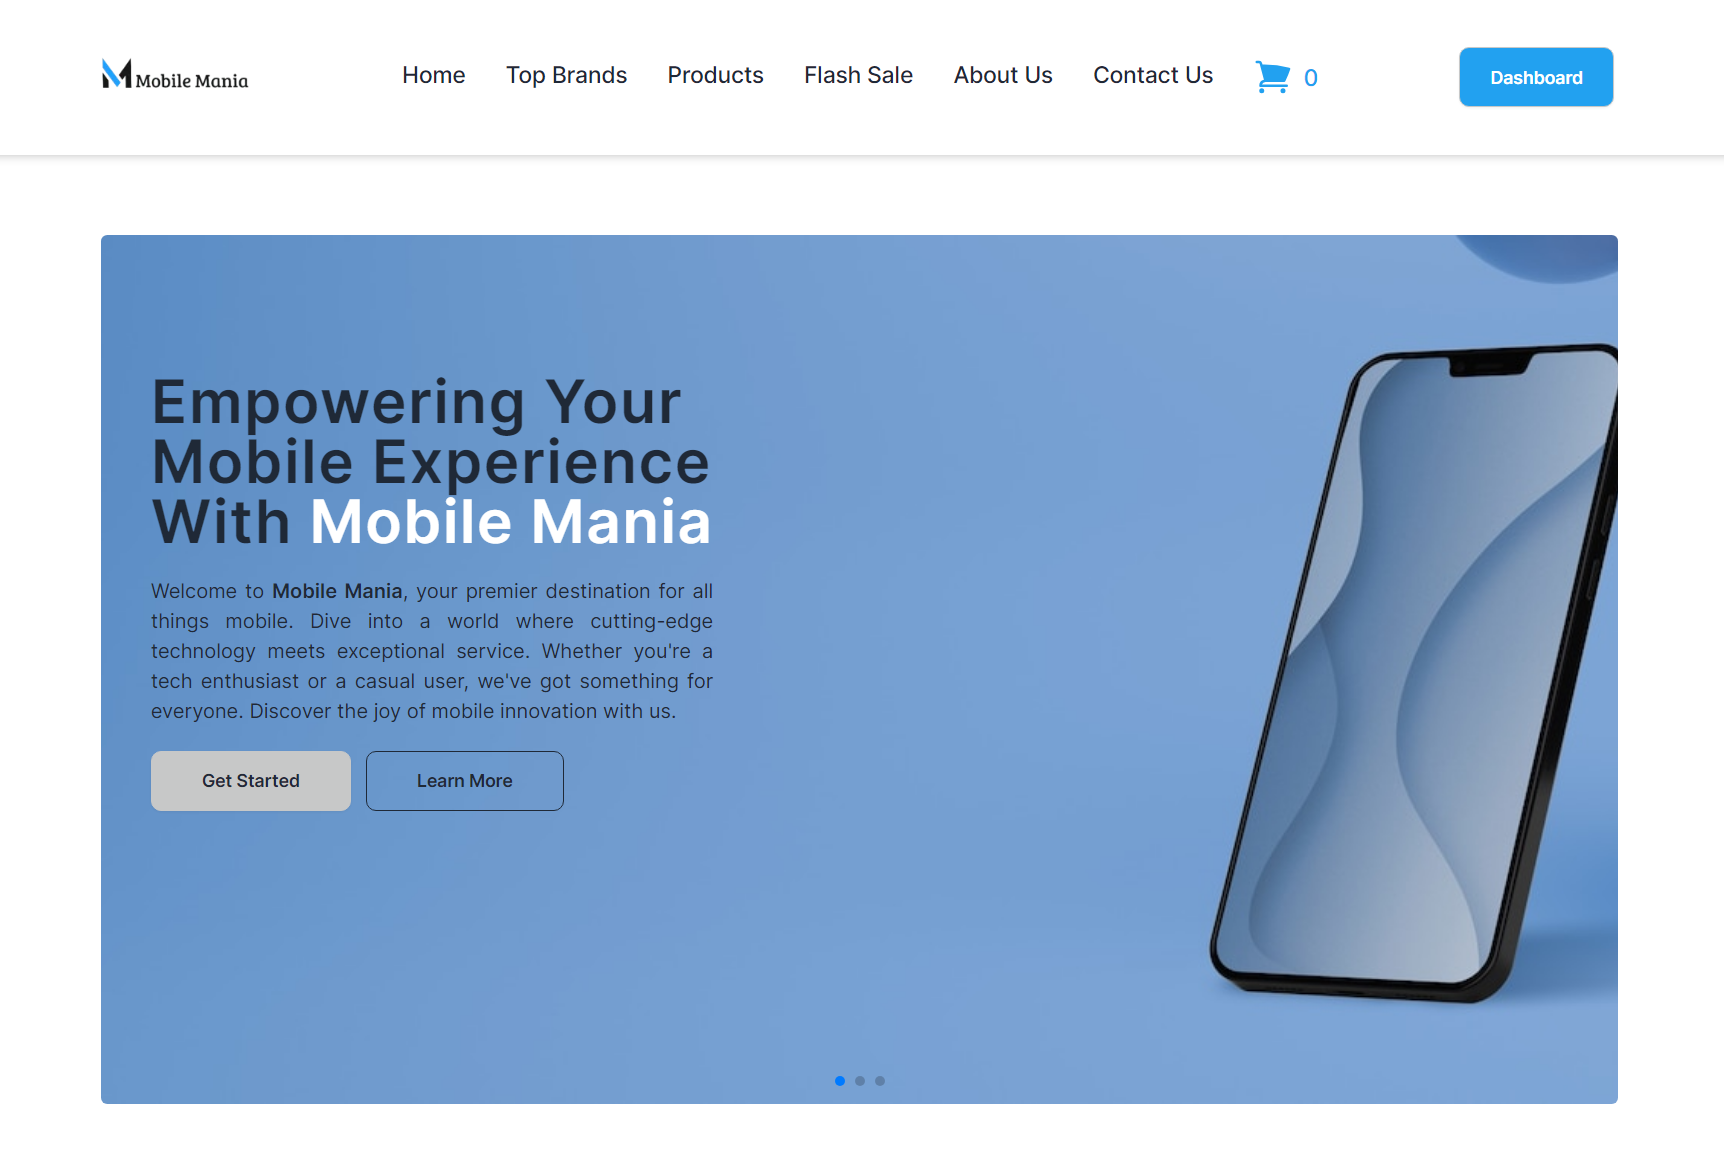 Mobile Mania
Home Top Brands Products Flash Sale About Us Contact Us 0 Dashboard
Empowering Your
Mobile Experience
With Mobile Mania
Welcome to Mobile Mania, your premier destination for all
things mobile. Dive into a world where cutting-edge
technology meets exceptional service. Whether you're a
tech enthusiast or a casual user, we've got something for
everyone. Discover the joy of mobile innovation with us.
Get Started Learn More